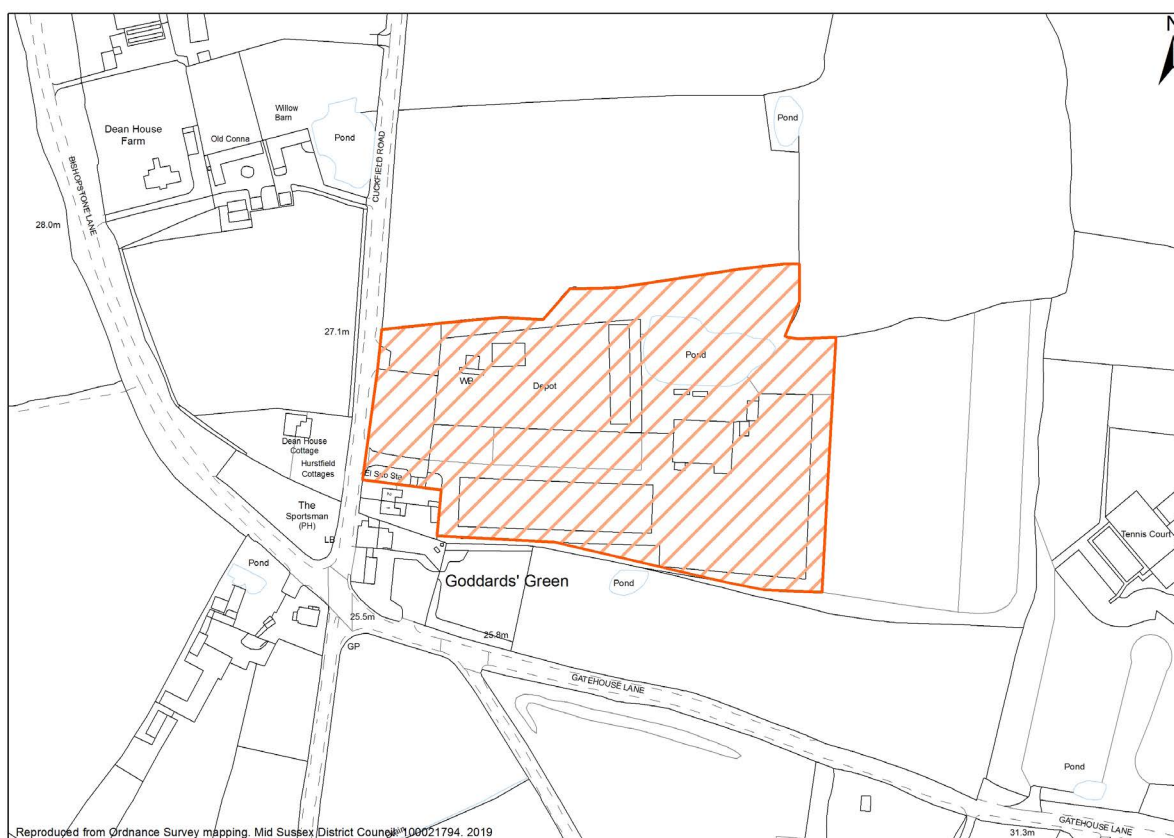 N
Pond
Willow
Barn
Dean House
Farm
Old Conna
Pond
CUCKFIELD ROAD
BISHOPSTONE LANE
28.0m
27.1m
Pond
WB
Depot
Dean House
Cottage
Hurstfield
Cottages
El Sub Sta
The
Sportsman
(PH)
LB
Tennis Court
Pond
Goddards' Green
Pond
25.5m
25.8m
GP
GATEHOUSE LANE
Pond
GATEHOUSE LANE
31.3m
Reproduced from Ordnance Survey mapping. Mid Sussex District Council 100021794. 2019